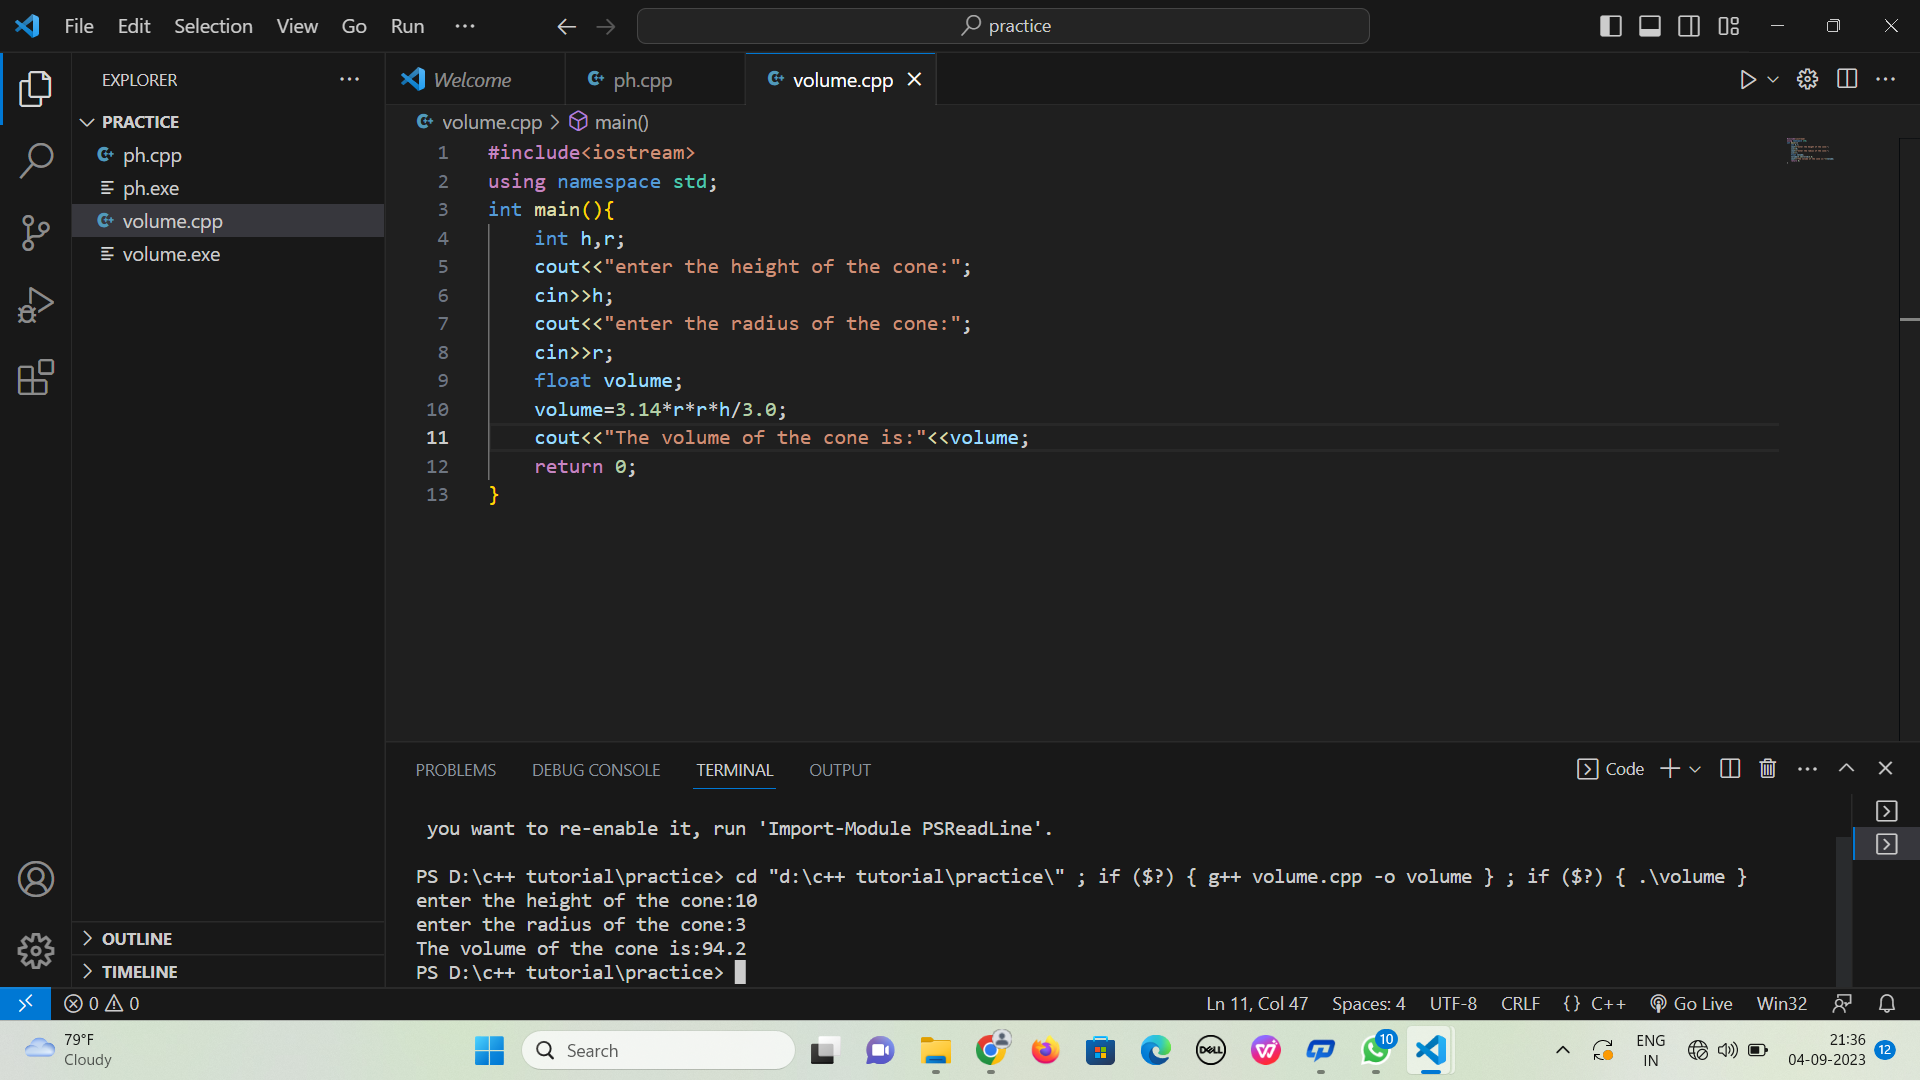 File Edit Selection View Go Run ···
practice
EXPLORER
PRACTICE
ph.cpp
ph.exe
volume.cpp
volume.exe
OUTLINE
TIMELINE
Welcome ph.cpp volume.cpp
volume.cpp > main()
1 #include<iostream>
2 using namespace std;
3 int main(){
4 int h,r;
5 cout<<"enter the height of the cone:";
6 cin>>h;
7 cout<<"enter the radius of the cone:";
8 cin>>r;
9 float volume;
10 volume=3.14*r*r*h/3.0;
11 cout<<"The volume of the cone is:"<<volume;
12 return 0;
13 }
PROBLEMS DEBUG CONSOLE TERMINAL OUTPUT
Code
you want to re-enable it, run 'Import-Module PSReadLine'.
PS D:\c++ tutorial\practice> cd "d:\c++ tutorial\practice\" ; if ($?) { g++ volume.cpp -o volume } ; if ($?) { .\volume }
enter the height of the cone:10
enter the radius of the cone:3
The volume of the cone is:94.2
PS D:\c++ tutorial\practice>
0 0
Ln 11, Col 47 Spaces: 4 UTF-8 CRLF {} C++ Go Live Win32
79°F
Cloudy
Search
DELL
10
ENG
IN
21:36
04-09-2023
12